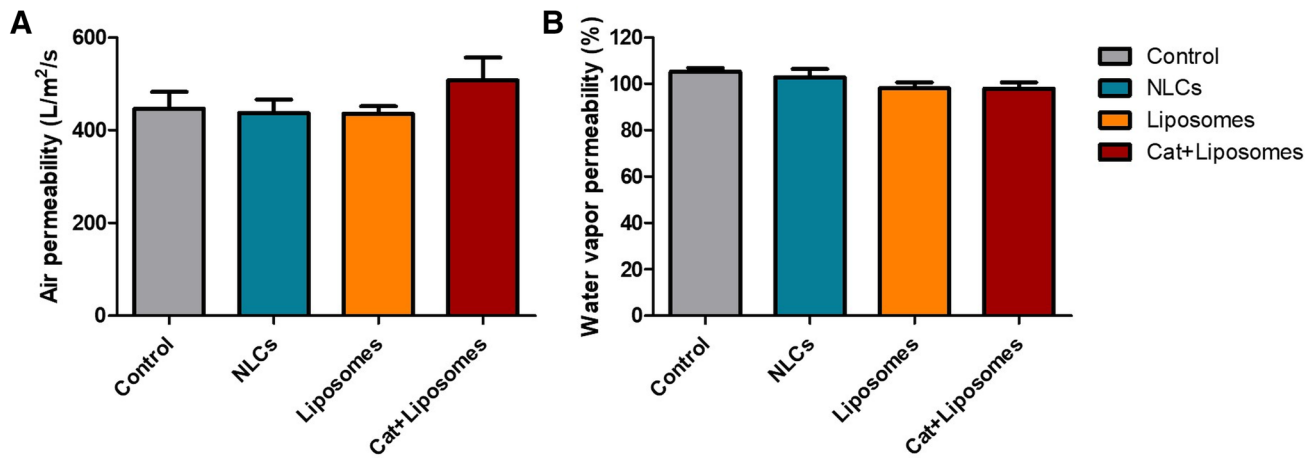 A
Air permeability (L/m²/s
600
400
200
0
Control
NLCs
Liposomes
Cat+Liposomes
B
Water vapor permeability (%)
120
100
80
60
40
20
0
Control
NLCs
Liposomes
Cat+Liposomes
Control
NLCs
Liposomes
Cat+Liposomes